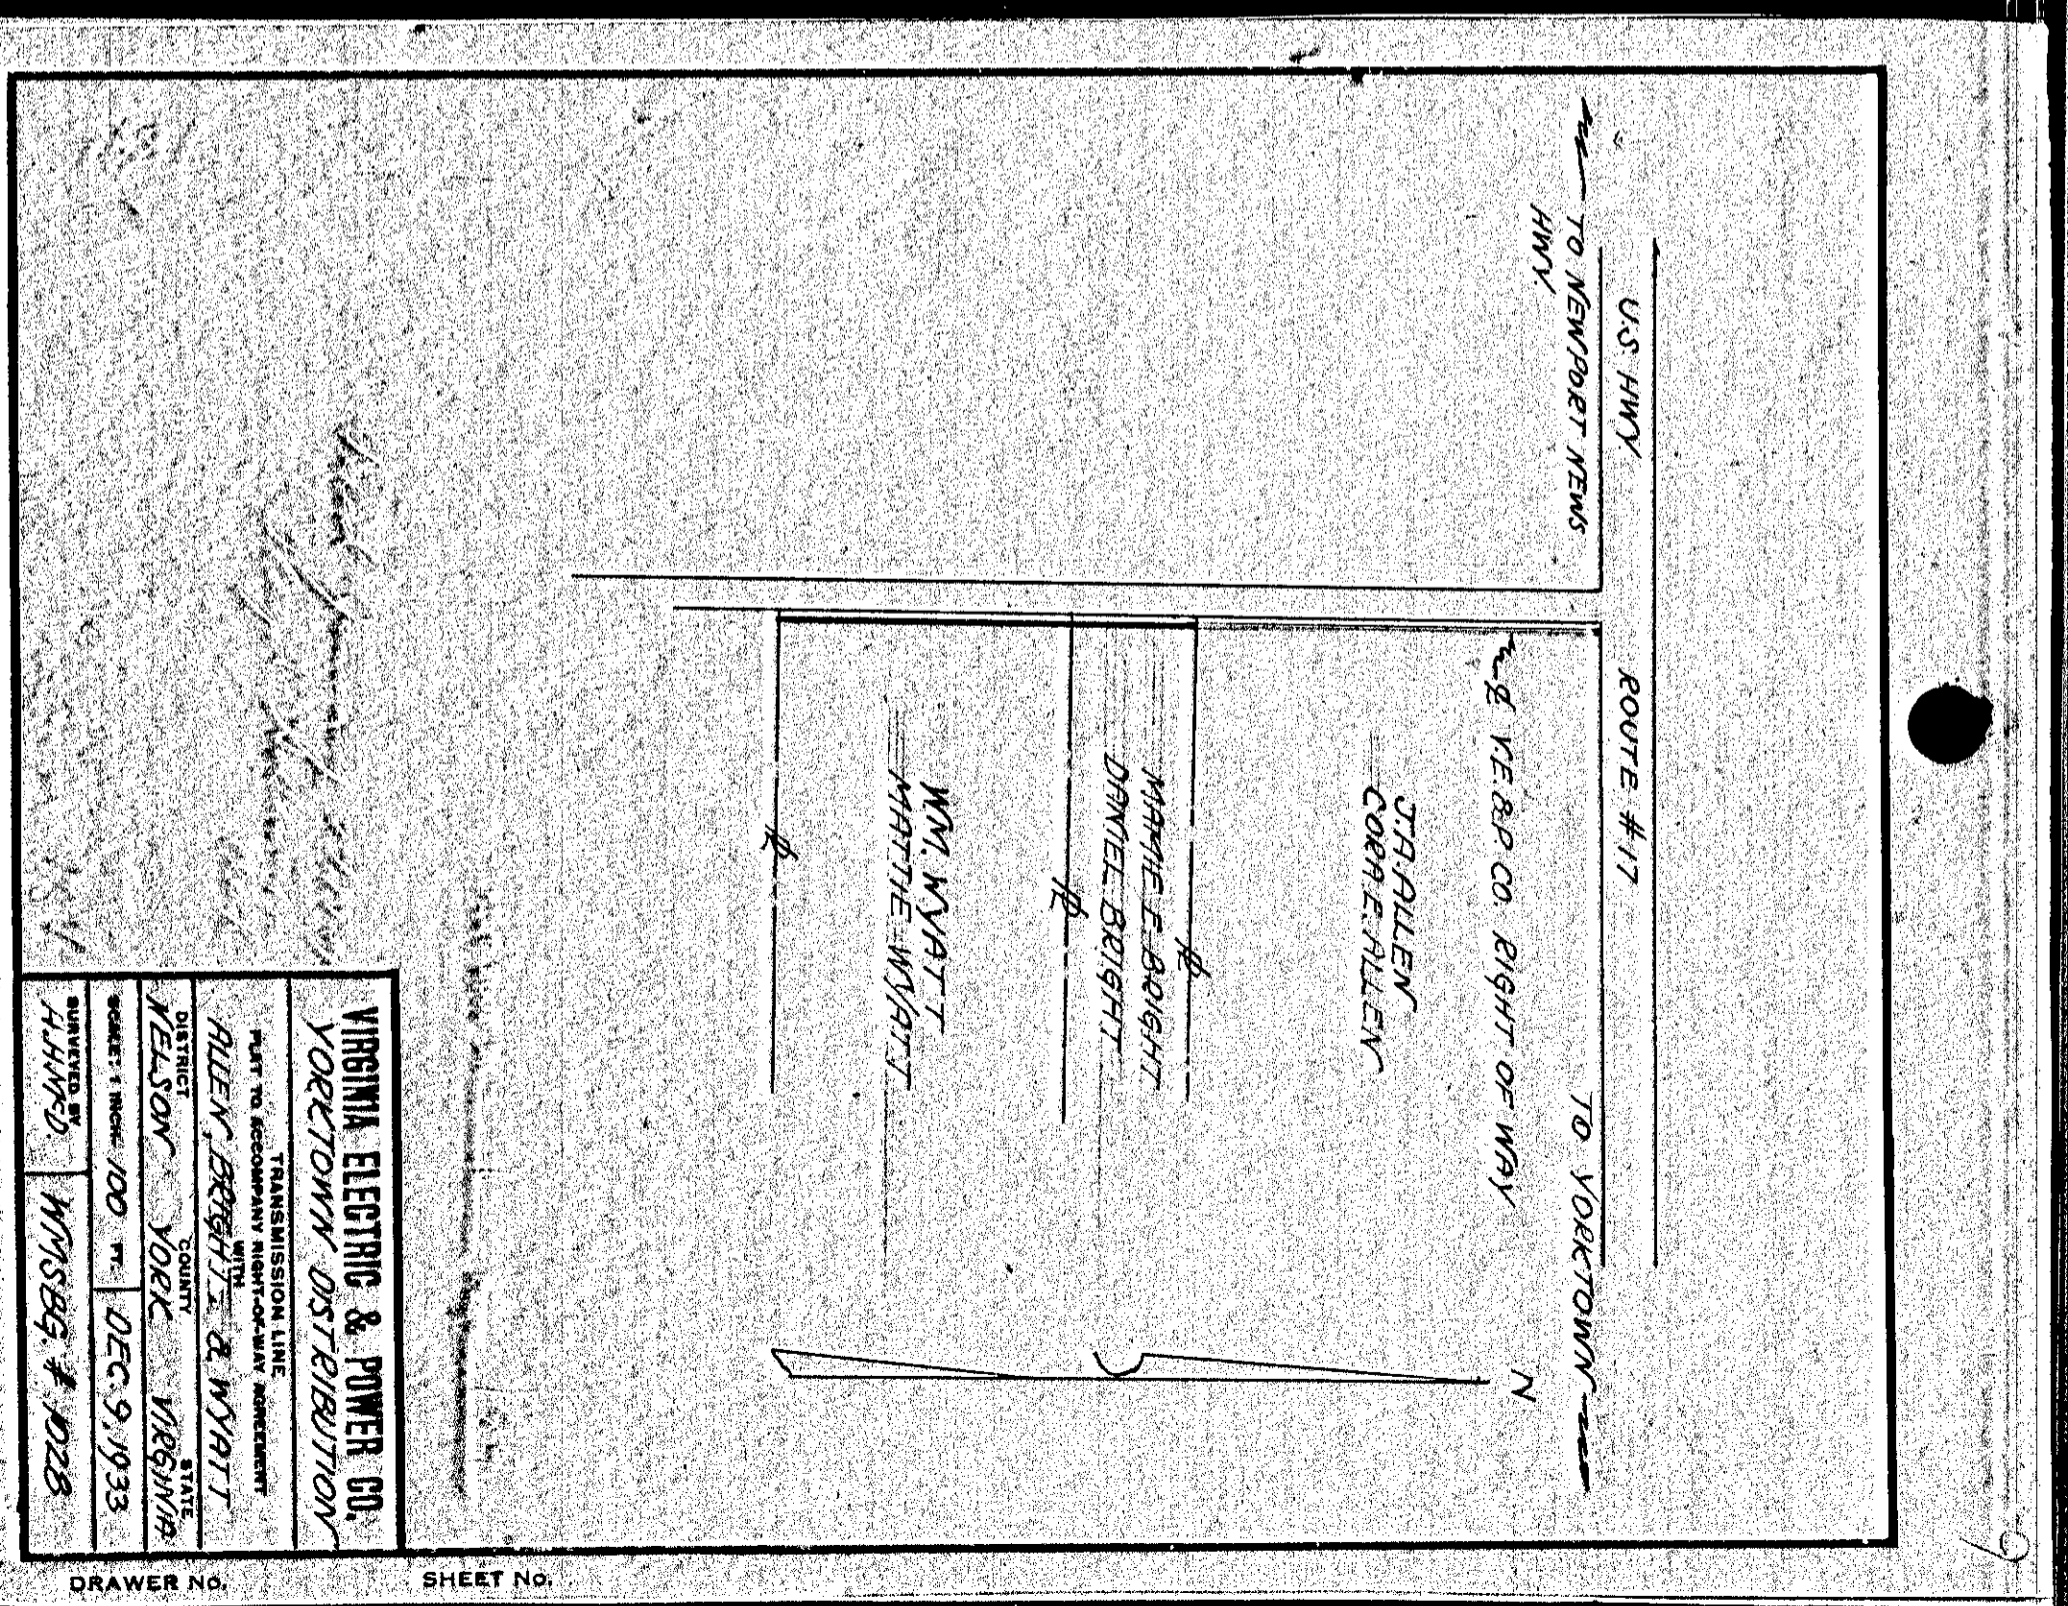 U.S. HWY. ROUTE #17
TO NEWPORT NEWS
HWY.
TO YORKTOWN
V.E.&P. CO. RIGHT OF WAY
N
J.A. ALLEN
CORA E. ALLEN
MAMIE E. BRIGHT
DANIEL BRIGHT
WM. WYATT
MATTIE WYATT
VIRGINIA ELECTRIC & POWER CO.
YORKTOWN DISTRIBUTION
TRANSMISSION LINE
PLAT TO ACCOMPANY RIGHT-OF-WAY AGREEMENT
WITH
ALLEN, BRIGHT & WYATT
DISTRICT COUNTY STATE
NELSON YORK VIRGINIA
SCALE: 1 INCH= 100 FT. DEC. 9, 1933
SURVEYED BY
H.H.N-D. WMSBG. # 1028
DRAWER No. SHEET No.